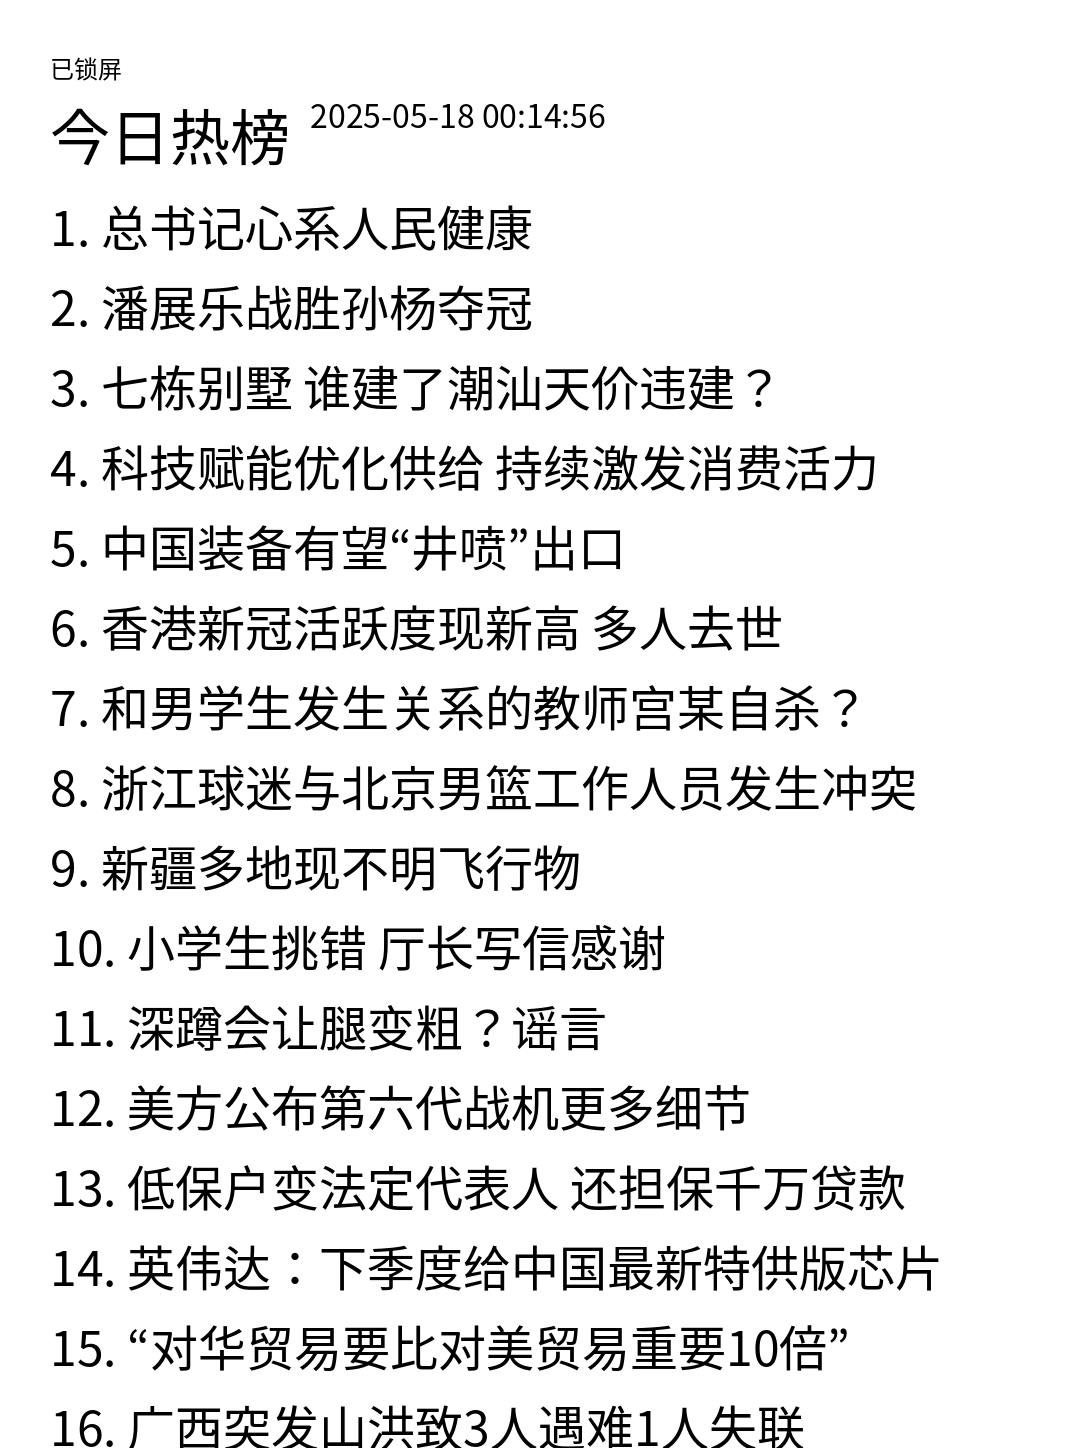 已锁屏
今日热榜 2025-05-18 00:14:56
1. 总书记心系人民健康
2. 潘展乐战胜孙杨夺冠
3. 七栋别墅 谁建了潮汕天价违建？
4. 科技赋能优化供给 持续激发消费活力
5. 中国装备有望“井喷”出口
6. 香港新冠活跃度现新高 多人去世
7. 和男学生发生关系的教师宫某自杀？
8. 浙江球迷与北京男篮工作人员发生冲突
9. 新疆多地现不明飞行物
10. 小学生挑错 厅长写信感谢
11. 深蹲会让腿变粗？谣言
12. 美方公布第六代战机更多细节
13. 低保户变法定代表人 还担保千万贷款
14. 英伟达：下季度给中国最新特供版芯片
15. “对华贸易要比对美贸易重要10倍”
16. 广西突发山洪致3人遇难1人失联